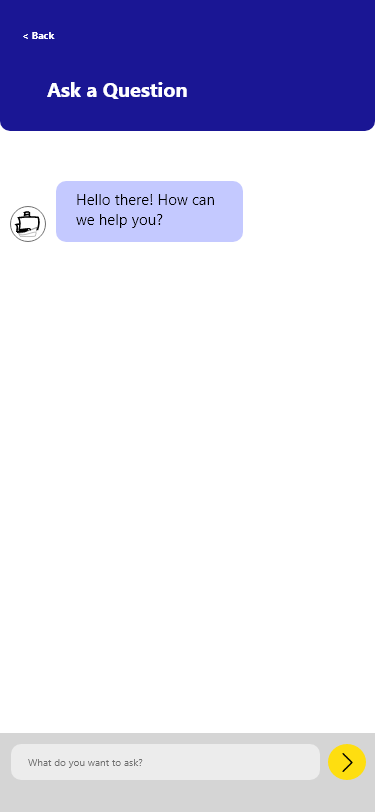 < Back
Ask a Question
Hello there! How can
we help you?
What do you want to ask?